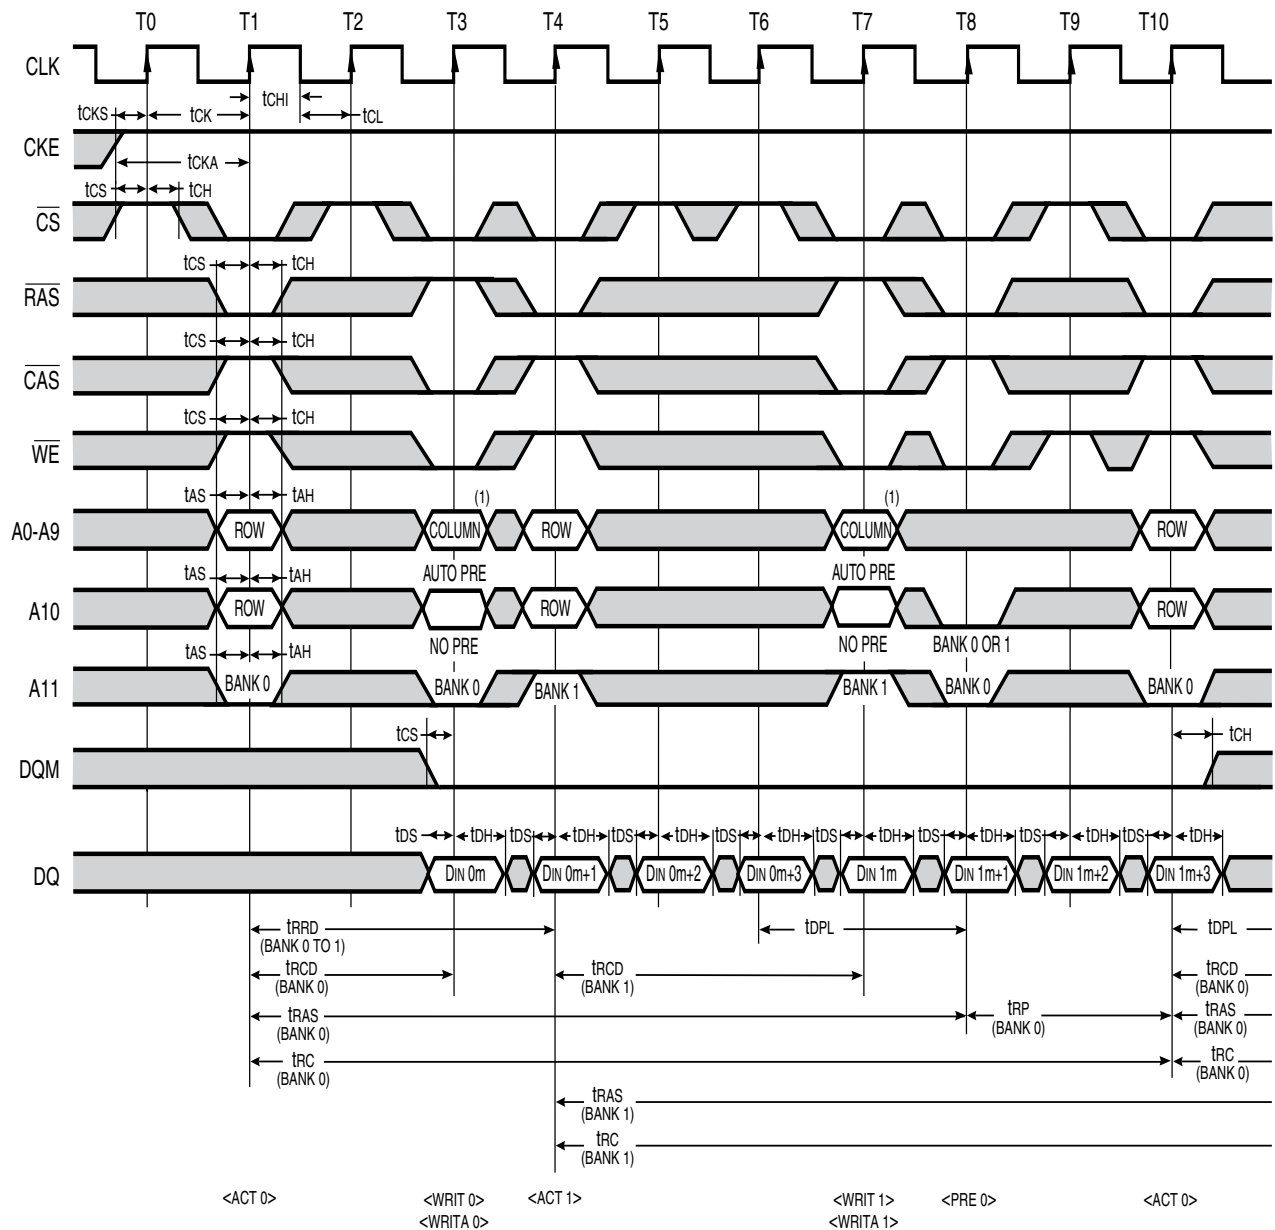 T0 T1 T2 T3 T4 T5 T6 T7 T8 T9 T10
CLK
tCHI
tCKS tCK tCL
CKE
tCKA
tCS tCH
CS
tCS tCH
RAS
tCS tCH
CAS
tCS tCH
WE
tAS tAH (1) (1)
A0-A9 ROW COLUMN ROW COLUMN ROW
tAS tAH AUTO PRE AUTO PRE
A10 ROW ROW ROW
NO PRE NO PRE BANK 0 OR 1
tAS tAH
A11 BANK 0 BANK 0 BANK 1 BANK 1 BANK 0 BANK 0
tCS tCH
DQM
tDS tDH tDS tDH tDS tDH tDS tDH tDS tDH tDS tDH tDS tDH tDS tDH
DQ DIN 0m DIN 0m+1 DIN 0m+2 DIN 0m+3 DIN 1m DIN 1m+1 DIN 1m+2 DIN 1m+3
tRRD tDPL tDPL
(BANK 0 TO 1)
tRCD tRCD tRCD
(BANK 0) (BANK 1) (BANK 0)
tRAS tRP tRAS
(BANK 0) (BANK 0) (BANK 0)
tRC tRC
(BANK 0) (BANK 0)
tRAS
(BANK 1)
tRC
(BANK 1)
<ACT 0> <WRIT 0> <ACT 1> <WRIT 1> <PRE 0> <ACT 0>
<WRITA 0> <WRITA 1>